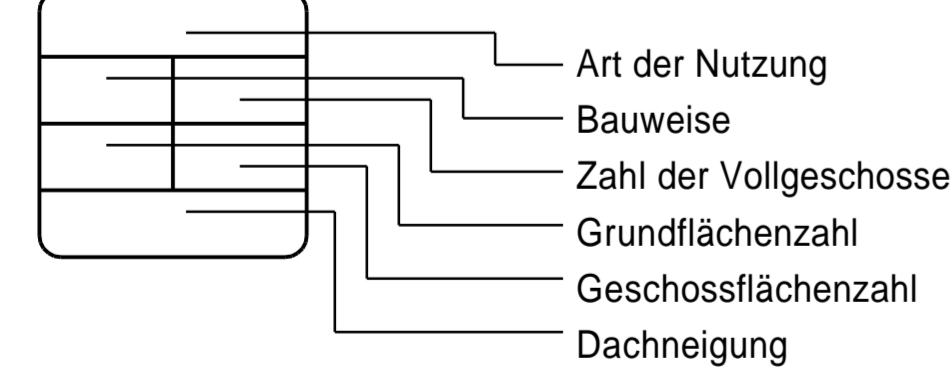 Art der Nutzung
Bauweise
Zahl der Vollgeschosse
Grundflächenzahl
Geschossflächenzahl
Dachneigung